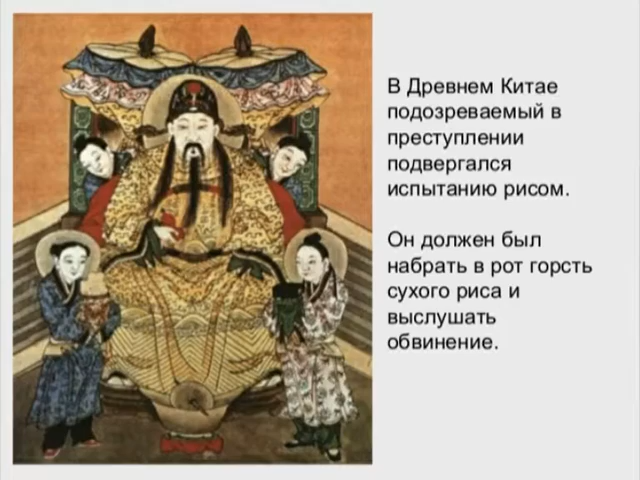 В Древнем Китае
подозреваемый в
преступлении
подвергался
испытанию рисом.
Он должен был
набрать в рот горсть
сухого риса и
выслушать
обвинение.